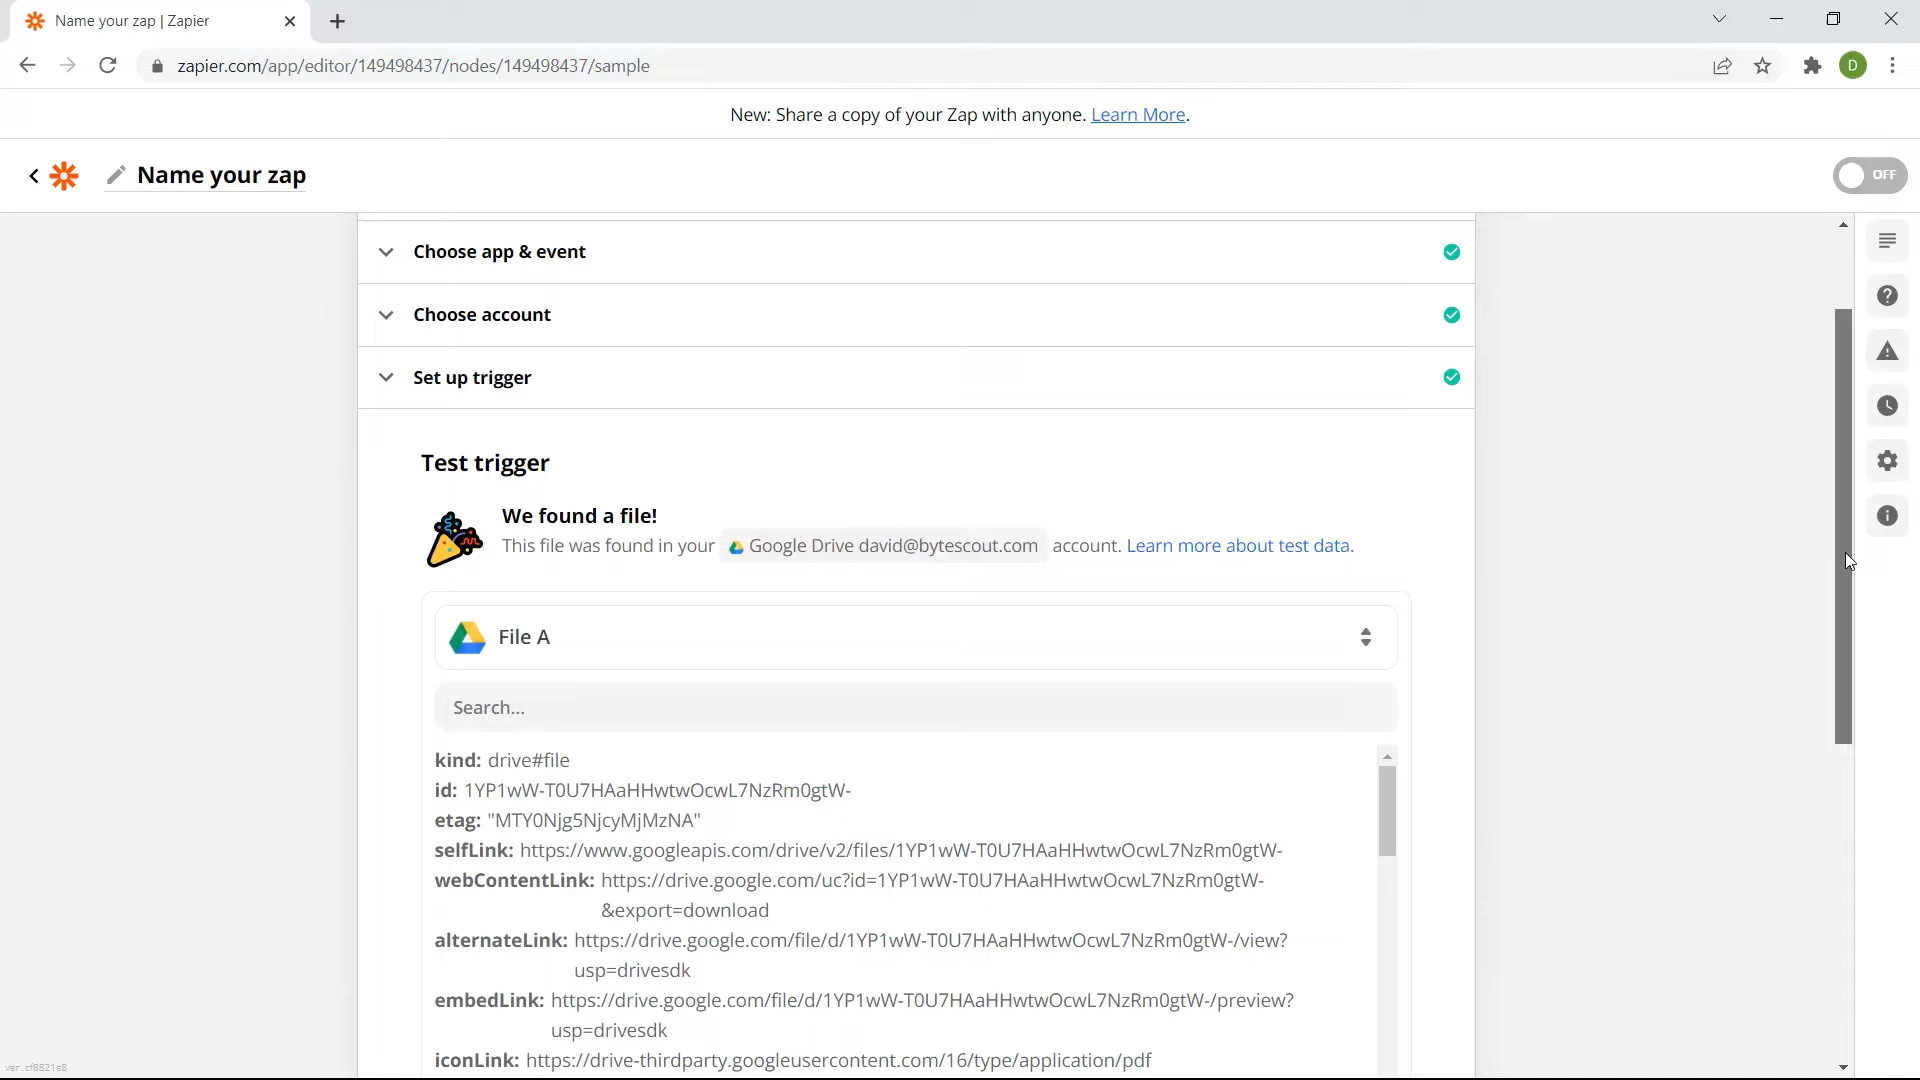 Name your zap | Zapier
zapier.com/app/editor/149498437/nodes/149498437/sample
D
New: Share a copy of your Zap with anyone. Learn More.
Name your zap
OFF
Choose app & event
Choose account
Set up trigger
Test trigger
We found a file!
This file was found in your Google Drive david@bytescout.com account. Learn more about test data.
File A
Search...
kind: drive#file
id: 1YP1wW-T0U7HAaHHwtwOcwL7NzRm0gtW-
etag: "MTY0Njg5NjcyMjMzNA"
selfLink: https://www.googleapis.com/drive/v2/files/1YP1wW-T0U7HAaHHwtwOcwL7NzRm0gtW-
webContentLink: https://drive.google.com/uc?id=1YP1wW-T0U7HAaHHwtwOcwL7NzRm0gtW-
&export=download
alternateLink: https://drive.google.com/file/d/1YP1wW-T0U7HAaHHwtwOcwL7NzRm0gtW-/view?
usp=drivesdk
embedLink: https://drive.google.com/file/d/1YP1wW-T0U7HAaHHwtwOcwL7NzRm0gtW-/preview?
usp=drivesdk
iconLink: https://drive-thirdparty.googleusercontent.com/16/type/application/pdf
ver. cf8821e8